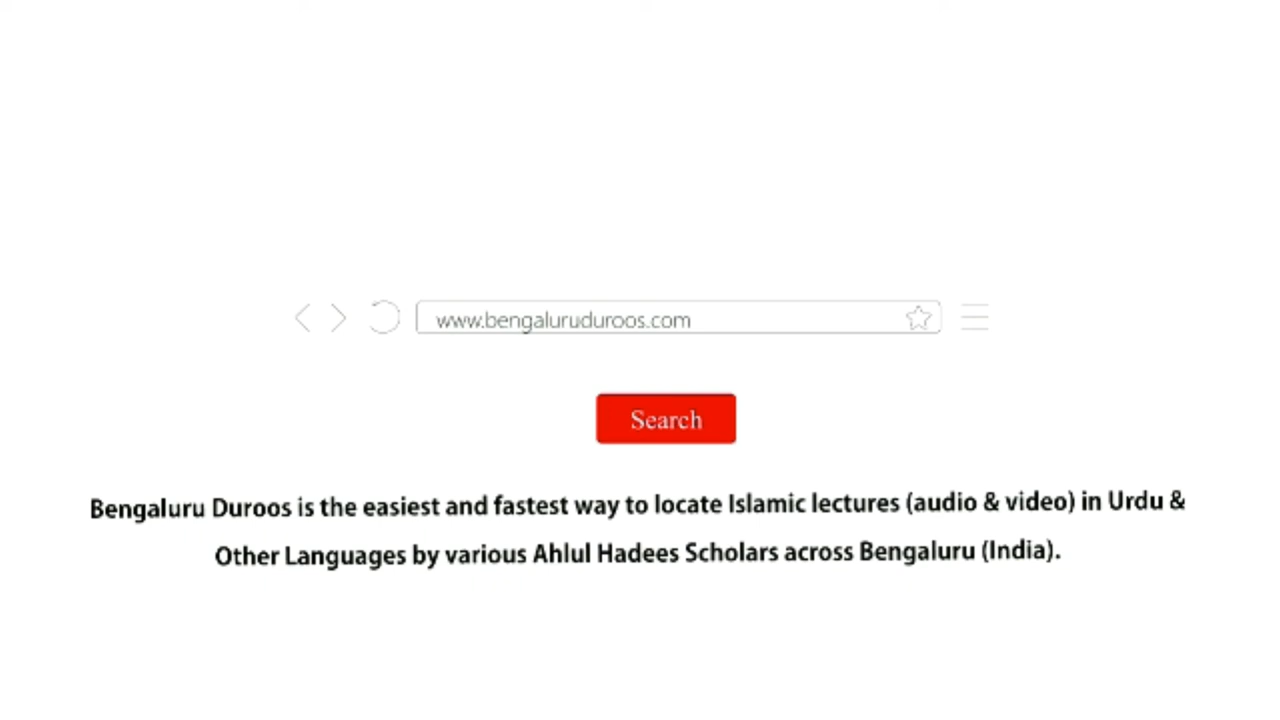 www.bengaluruduroos.com
Search
Bengaluru Duroos is the easiest and fastest way to locate Islamic lectures (audio & video) in Urdu &
Other Languages by various Ahlul Hadees Scholars across Bengaluru (India).